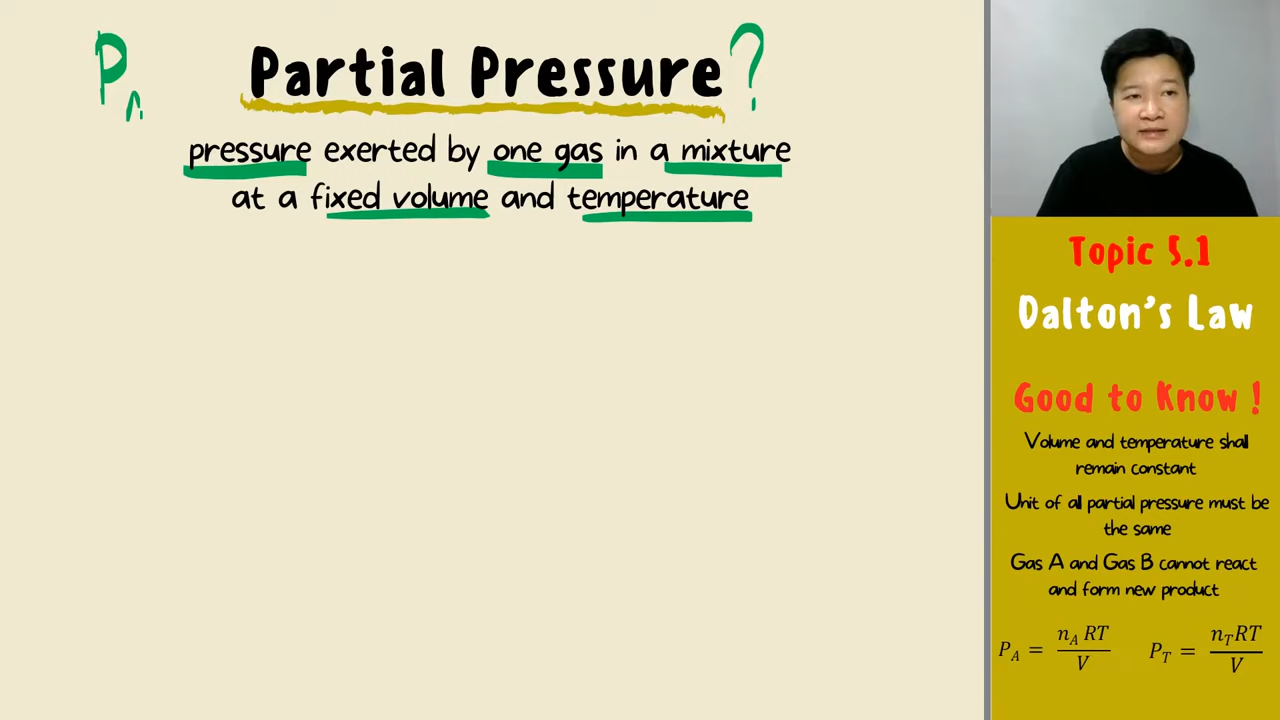 Partial Pressure?
pressure exerted by one gas in a mixture
at a fixed volume and temperature
Topic 5.1
Dalton's Law
Good to Know !
Volume and temperature shall
remain constant
Unit of all partial pressure must be
the same
Gas A and Gas B cannot react
and form new product
P_A = n_A RT / V    P_T = n_T RT / V